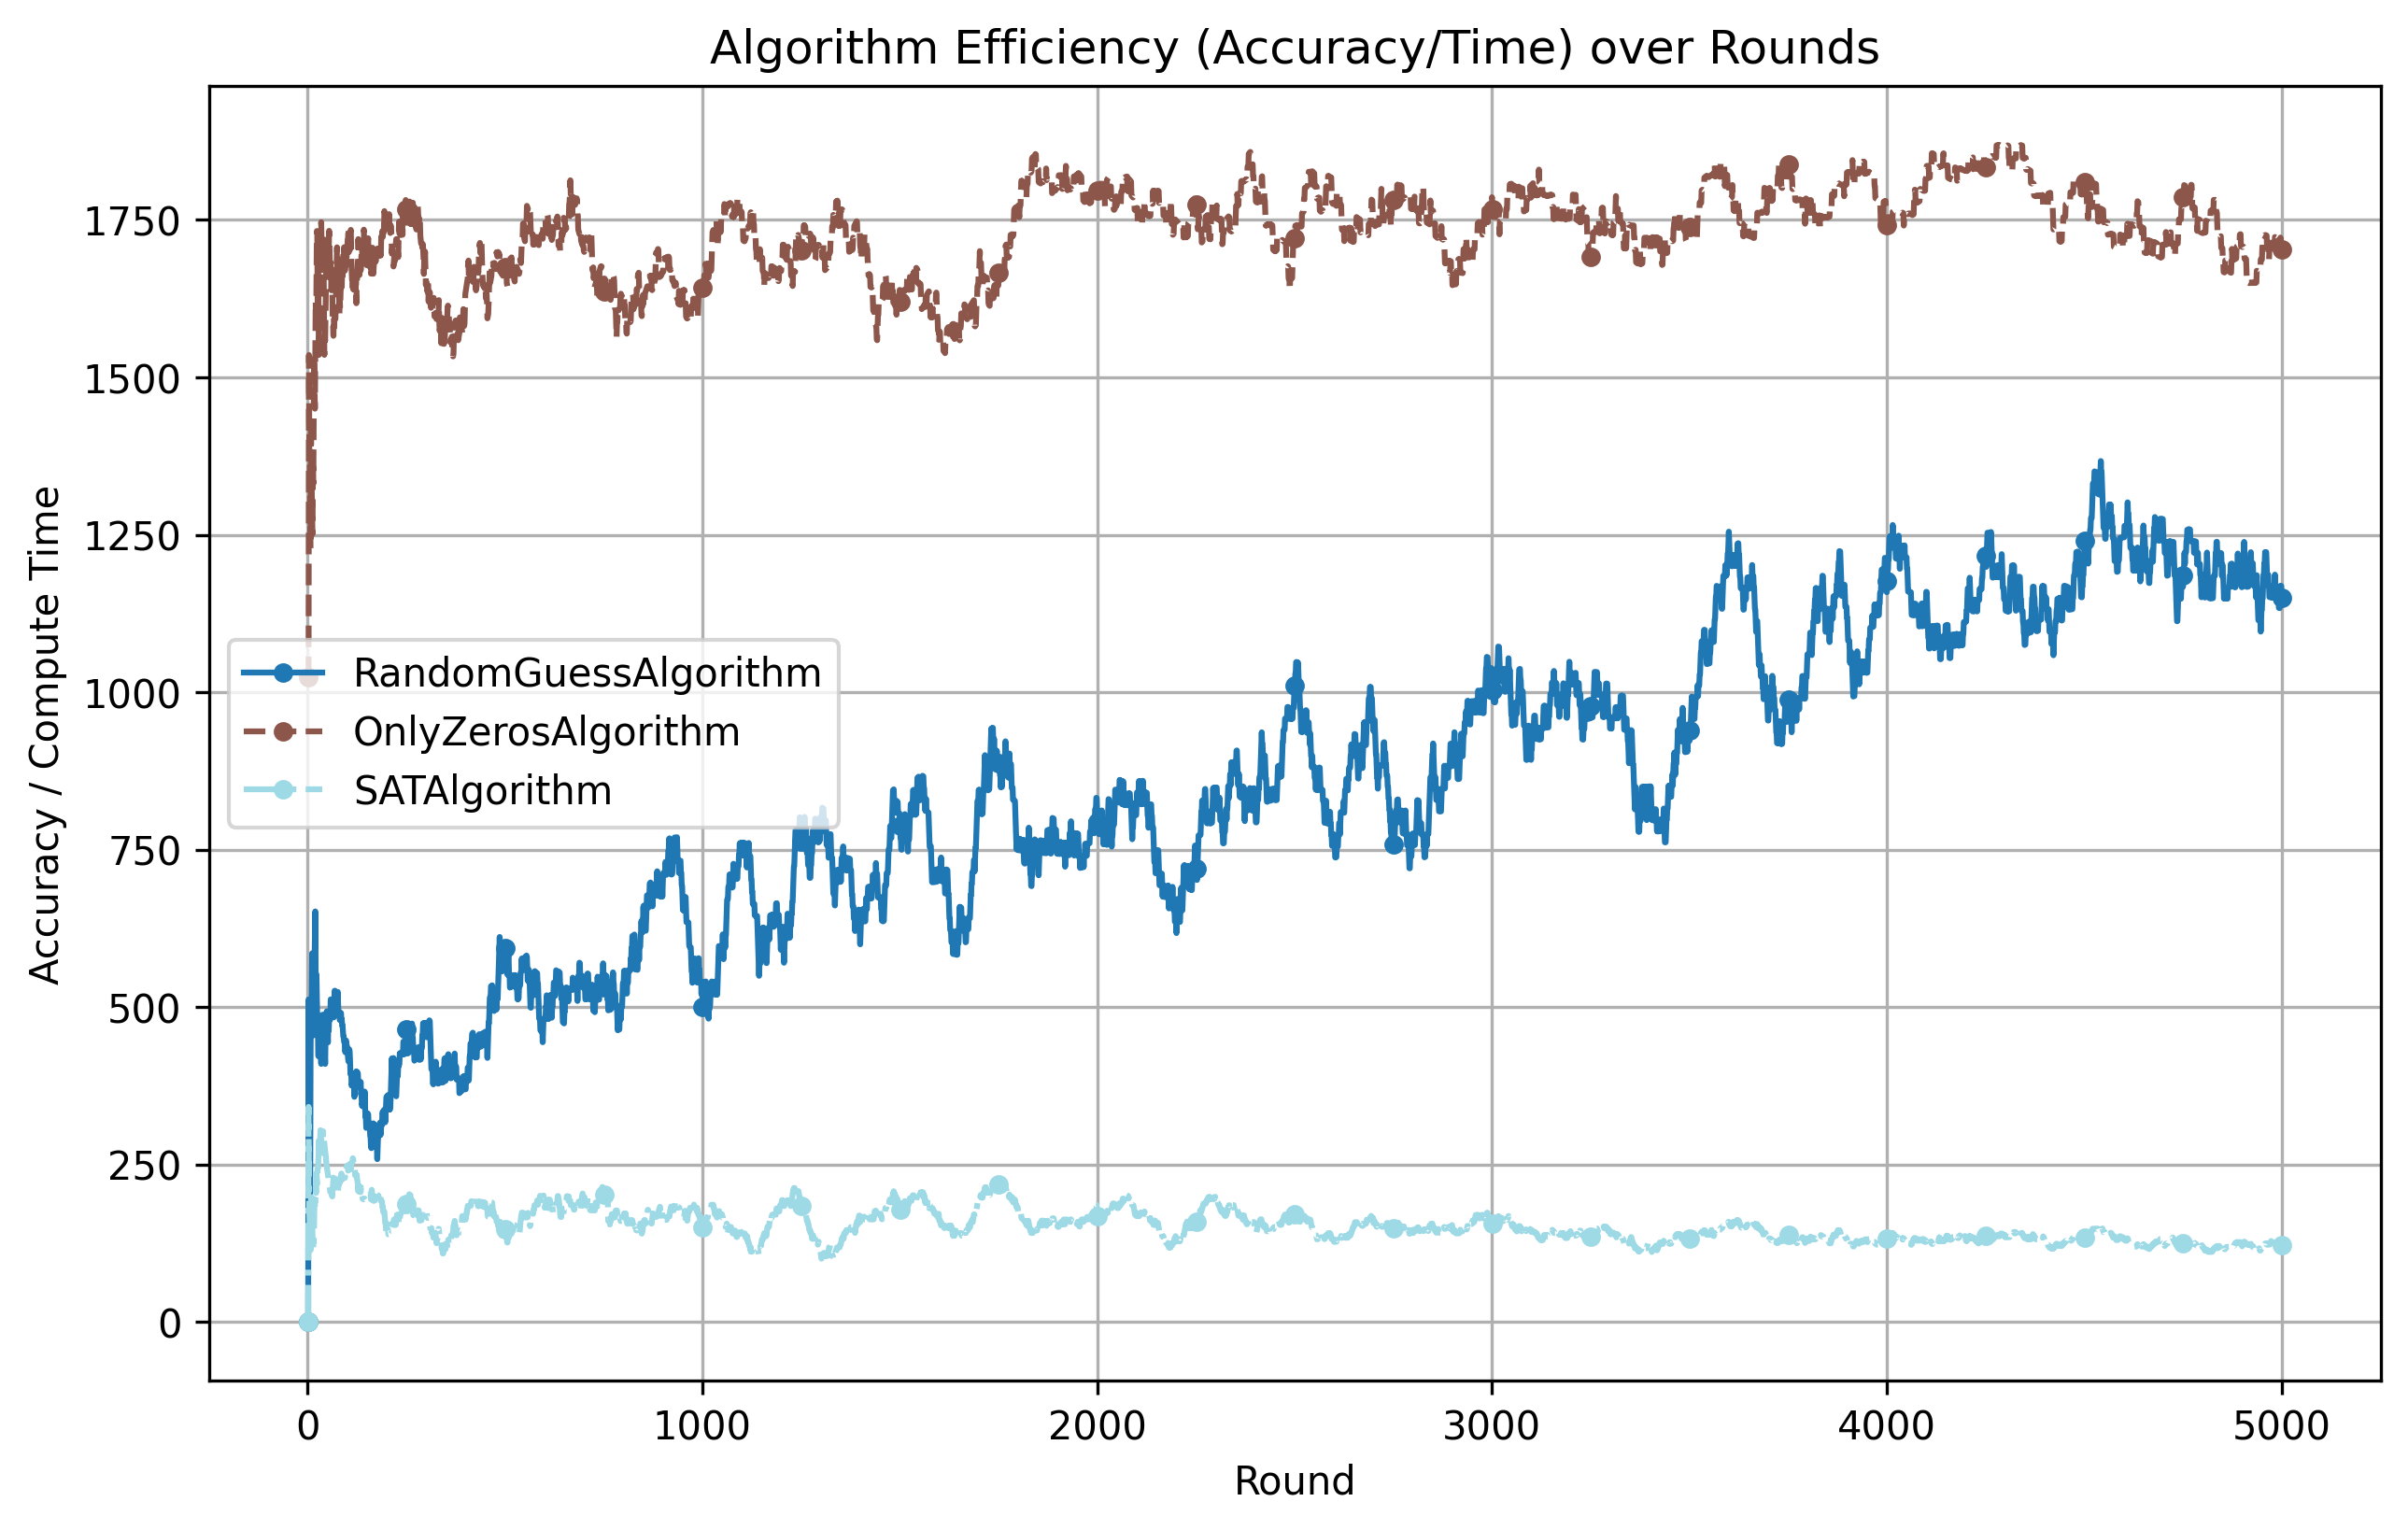 Algorithm Efficiency (Accuracy/Time) over Rounds
Accuracy / Compute Time
1750
1500
1250
1000
750
500
250
0
RandomGuessAlgorithm
OnlyZerosAlgorithm
SATAlgorithm
0 1000 2000 3000 4000 5000
Round